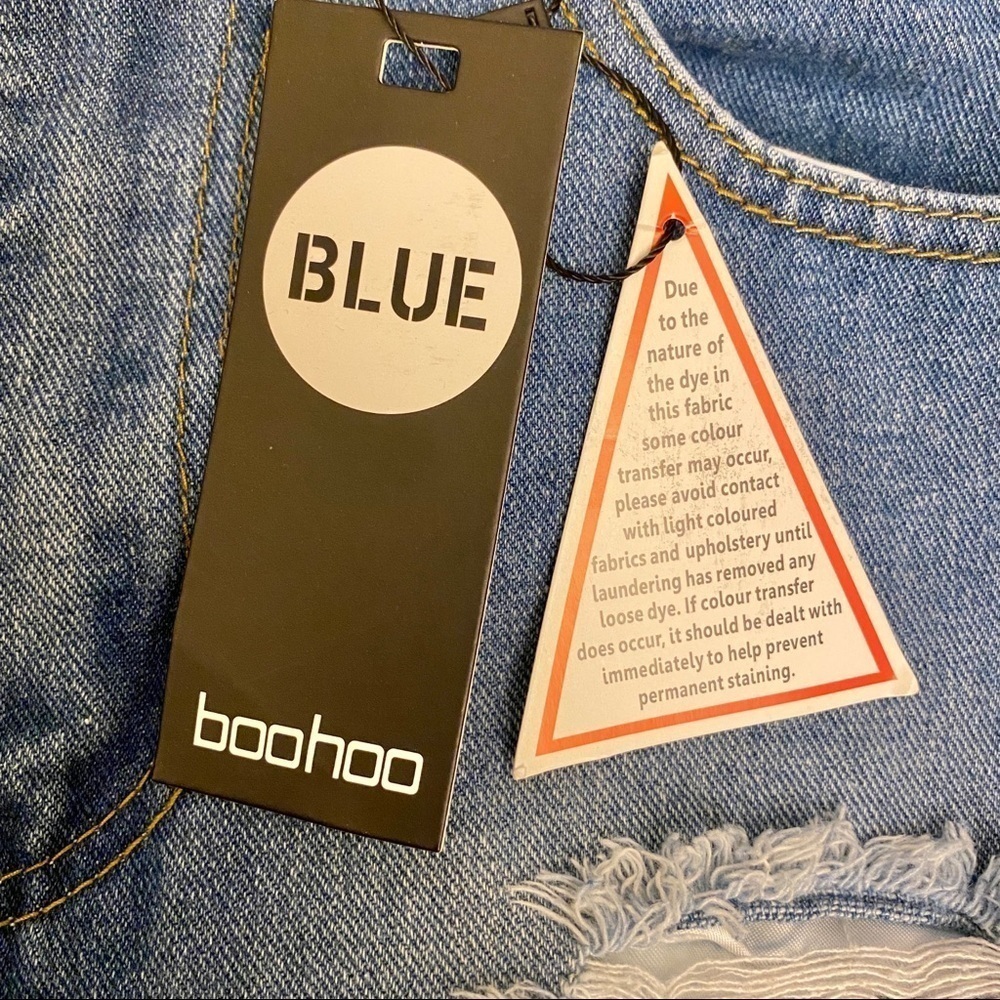 BLUE
boohoo
Due
to the
nature of
the dye in
this fabric
some colour
transfer may occur,
please avoid contact
with light coloured
fabrics and upholstery until
laundering has removed any
loose dye. If colour transfer
does occur, it should be dealt with
immediately to help prevent
permanent staining.